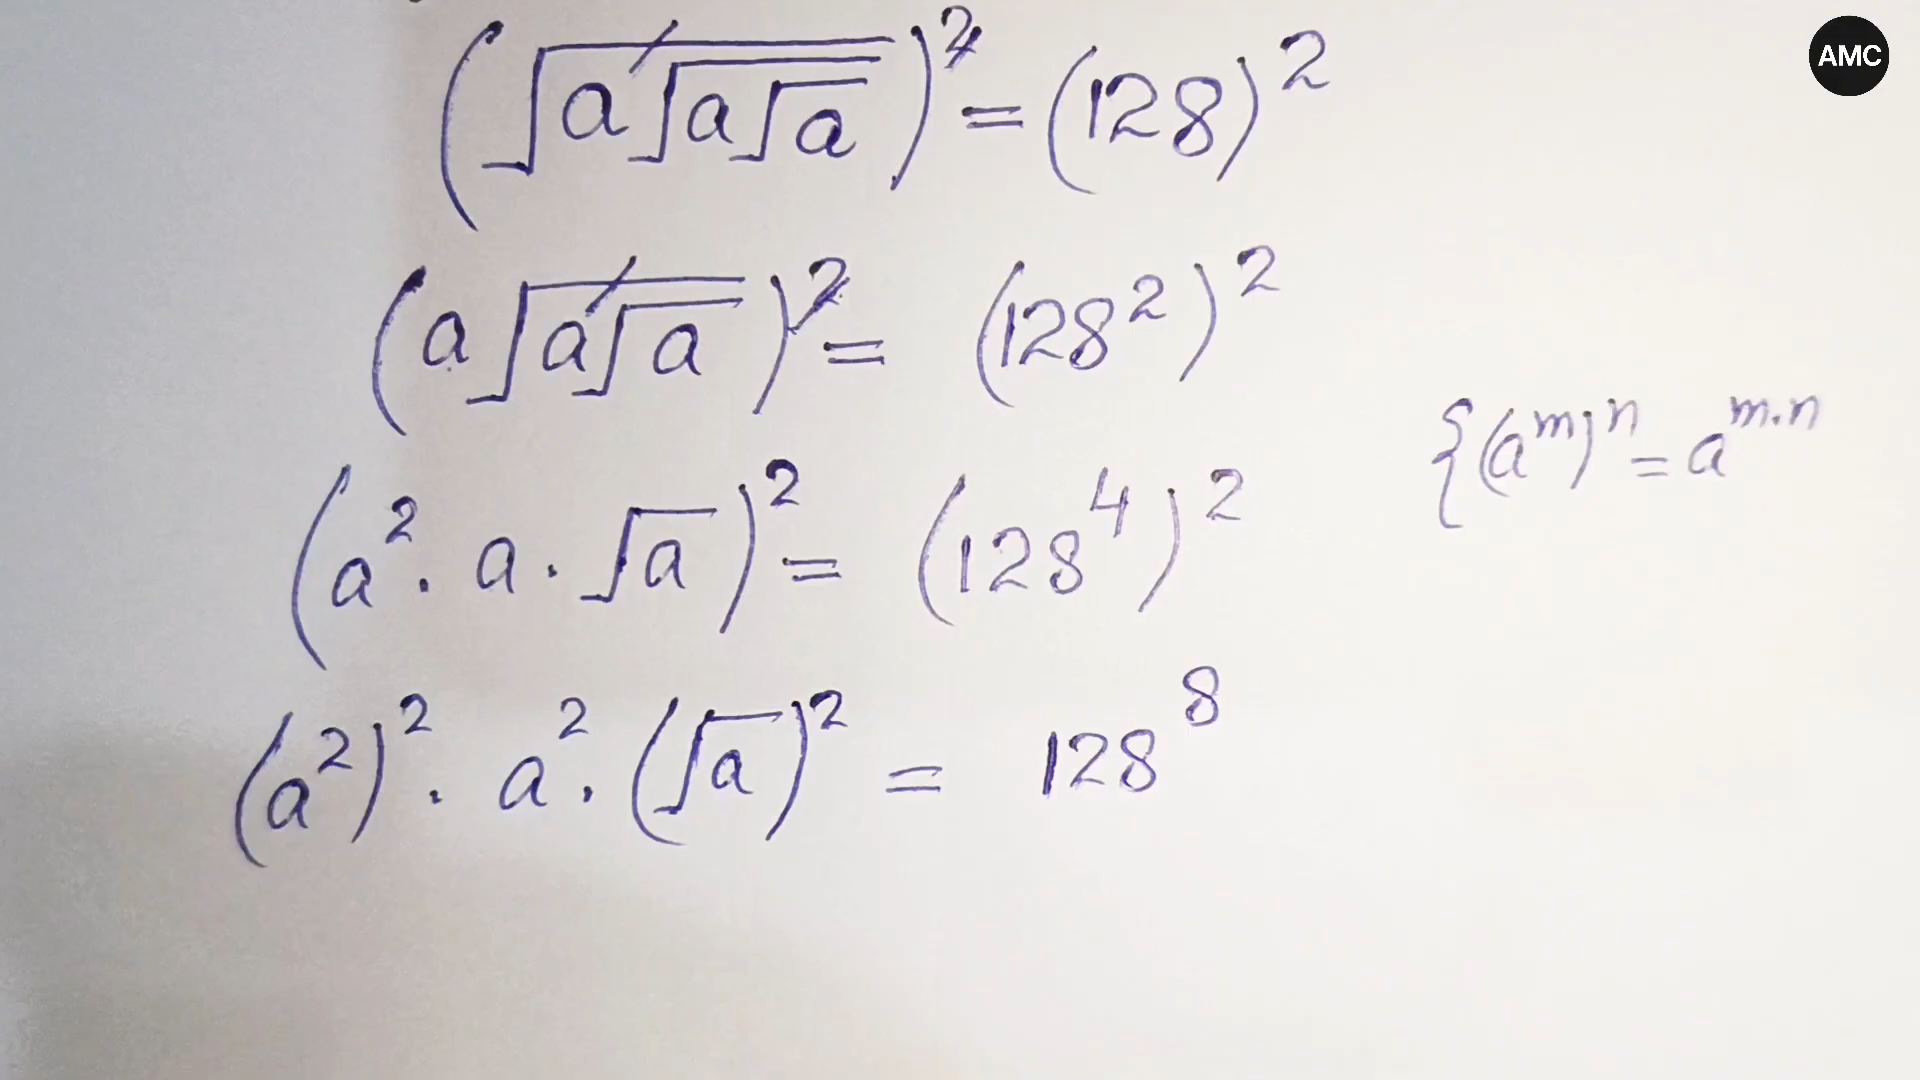 AMC
(√(a√(a√a)))² = (128)²
(a√(a√a))² = (128²)²
{(aᵐ)ⁿ = aᵐ·ⁿ
(a² · a · √a)² = (128⁴)²
(a²)² · a² · (√a)² = 128⁸